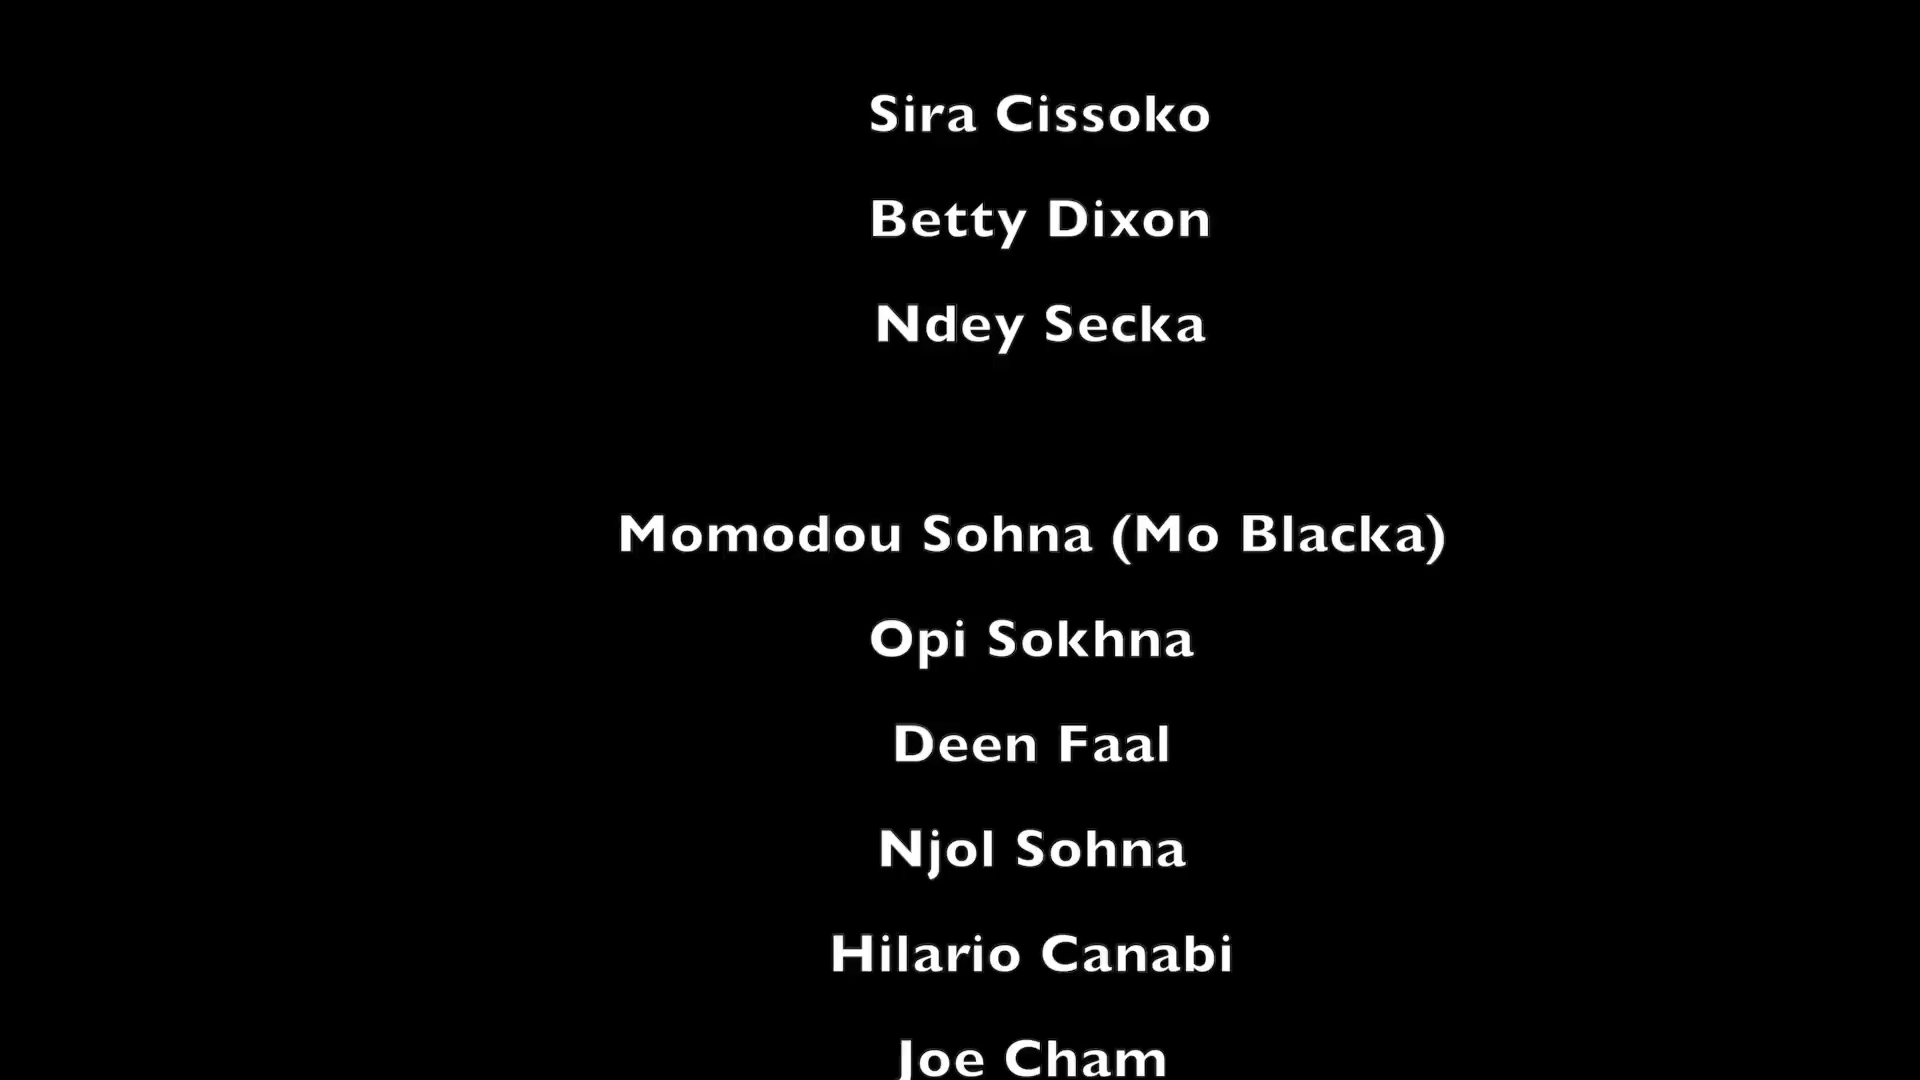 Sira Cissoko
Betty Dixon
Ndey Secka
Momodou Sohna (Mo Blacka)
Opi Sokhna
Deen Faal
Njol Sohna
Hilario Canabi
Joe Cham